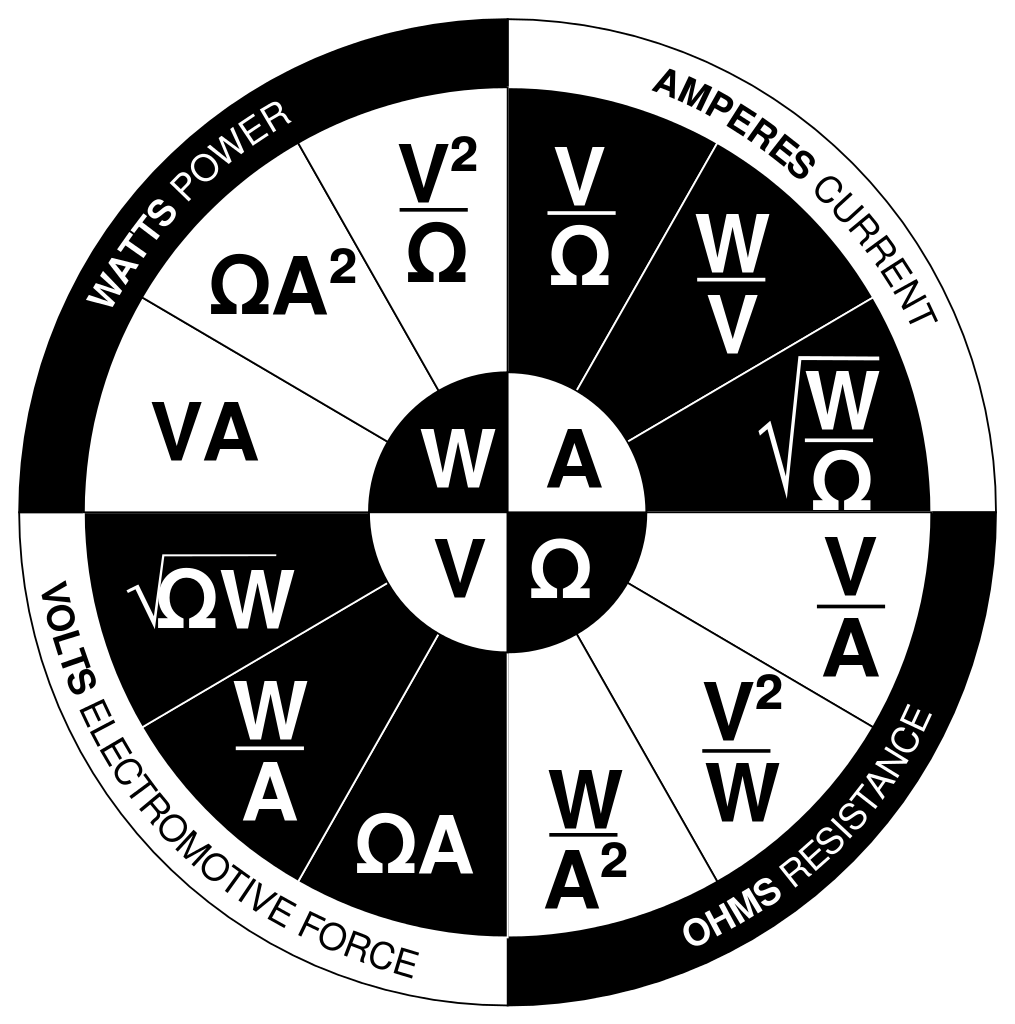 WATTS POWER
AMPERES CURRENT
V²
Ω
V
Ω
ΩA²
W
V
VA
√W
Ω
W
A
V
Ω
√ΩW
V
A
W
A
V²
W
ΩA
W
A²
VOLTS ELECTROMOTIVE FORCE
OHMS RESISTANCE